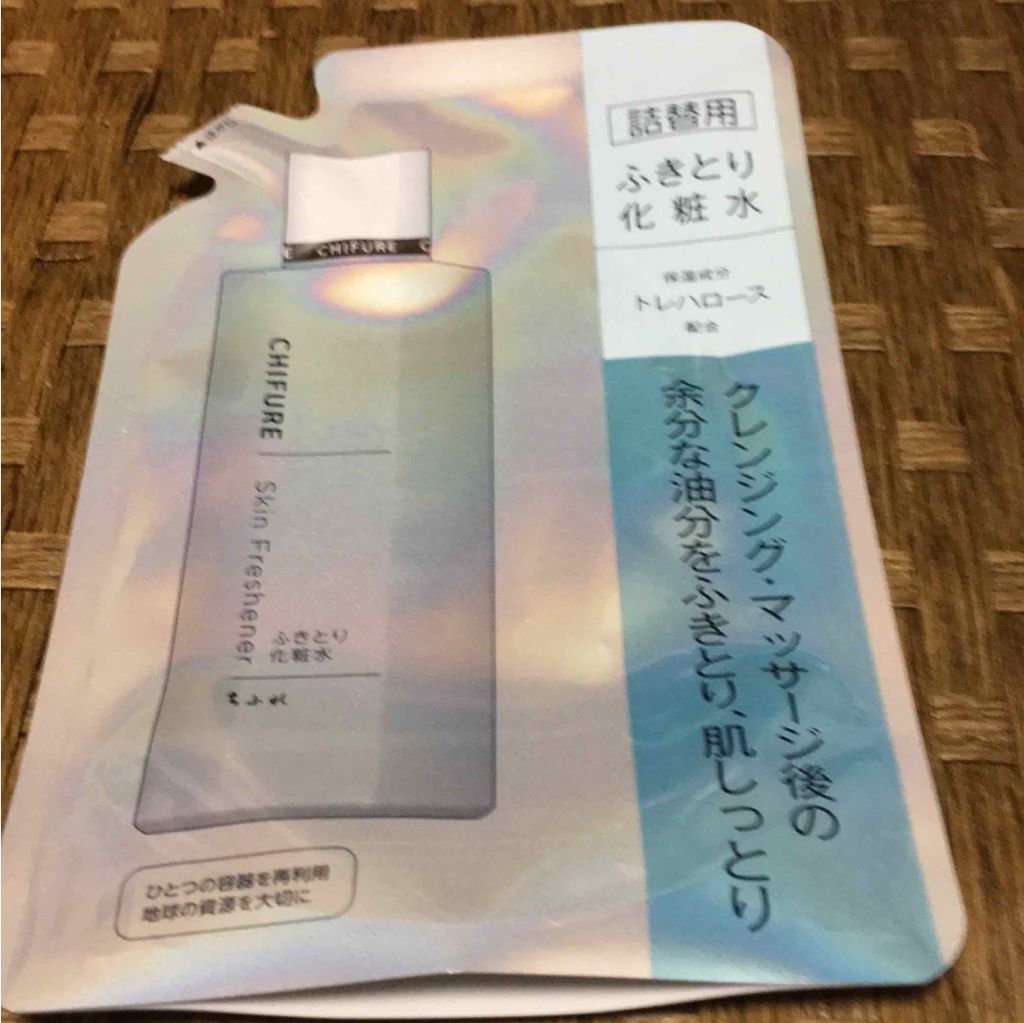 詰替用
ふきとり
化粧水
保湿成分
トレハロース
配合
クレンジング・マッサージ後の
余分な油分をふきとり、肌しっとり
CHIFURE
CHIFURE
Skin Freshener
ふきとり
化粧水
ちふれ
ひとつの容器を再利用
地球の資源を大切に